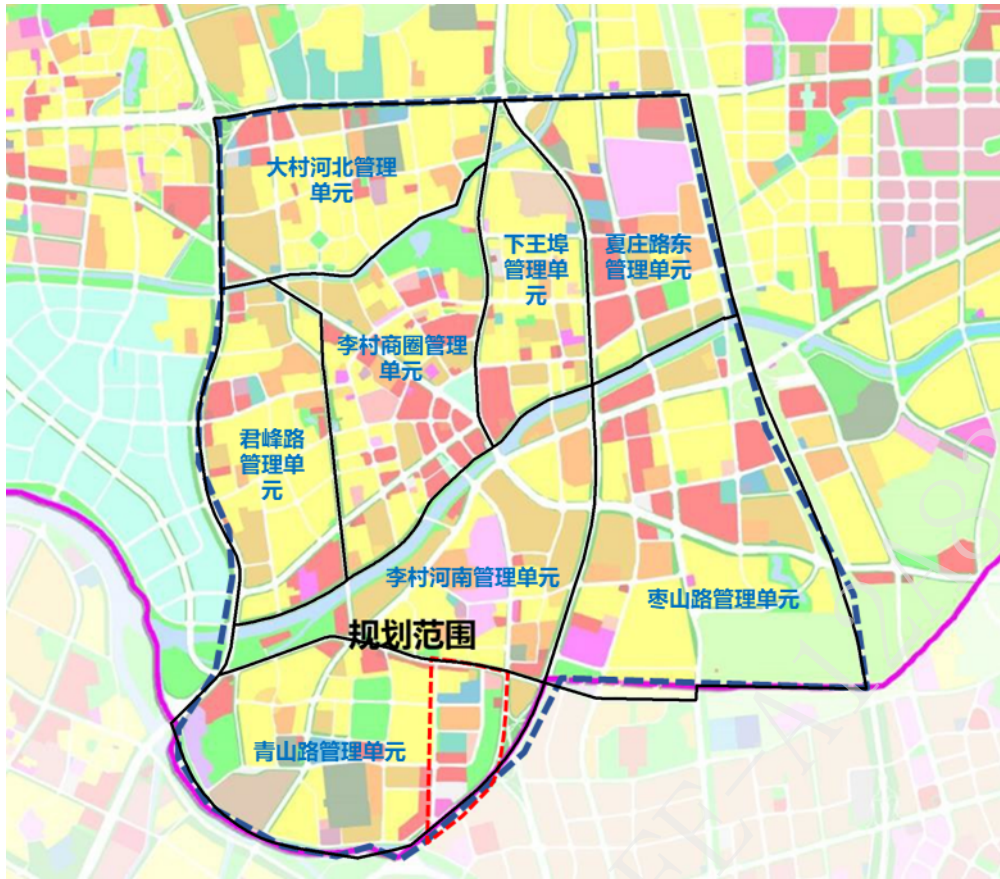 大村河北管理
单元
下王埠
管理单
元
夏庄路东
管理单元
李村商圈管理
单元
君峰路
管理单
元
李村河南管理单元
枣山路管理单元
规划范围
青山路管理单元